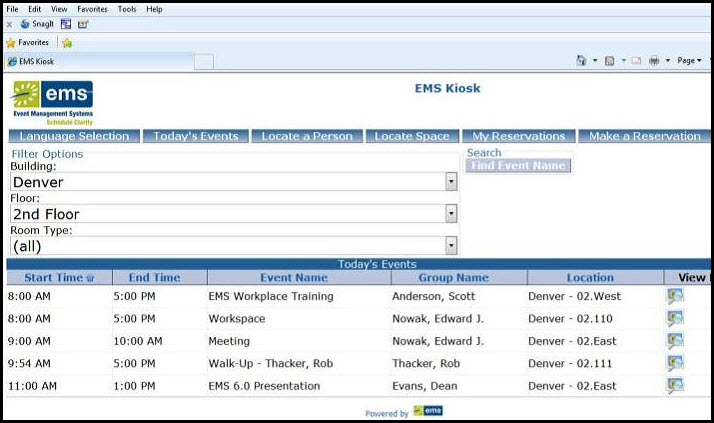 File Edit View Favorites Tools Help
x SnagIt
Favorites
EMS Kiosk
Page
ems
Event Management Systems
Schedule Clarity
EMS Kiosk
Language Selection Today's Events Locate a Person Locate Space My Reservations Make a Reservation
Filter Options
Building:
Denver
Floor:
2nd Floor
Room Type:
(all)
Search
Find Event Name
Today's Events
Start Time End Time Event Name Group Name Location View
8:00 AM 5:00 PM EMS Workplace Training Anderson, Scott Denver - 02.West
8:00 AM 5:00 PM Workspace Nowak, Edward J. Denver - 02.110
9:00 AM 10:00 AM Meeting Nowak, Edward J. Denver - 02.East
9:54 AM 5:00 PM Walk-Up - Thacker, Rob Thacker, Rob Denver - 02.111
11:00 AM 1:00 PM EMS 6.0 Presentation Evans, Dean Denver - 02.East
Powered by ems